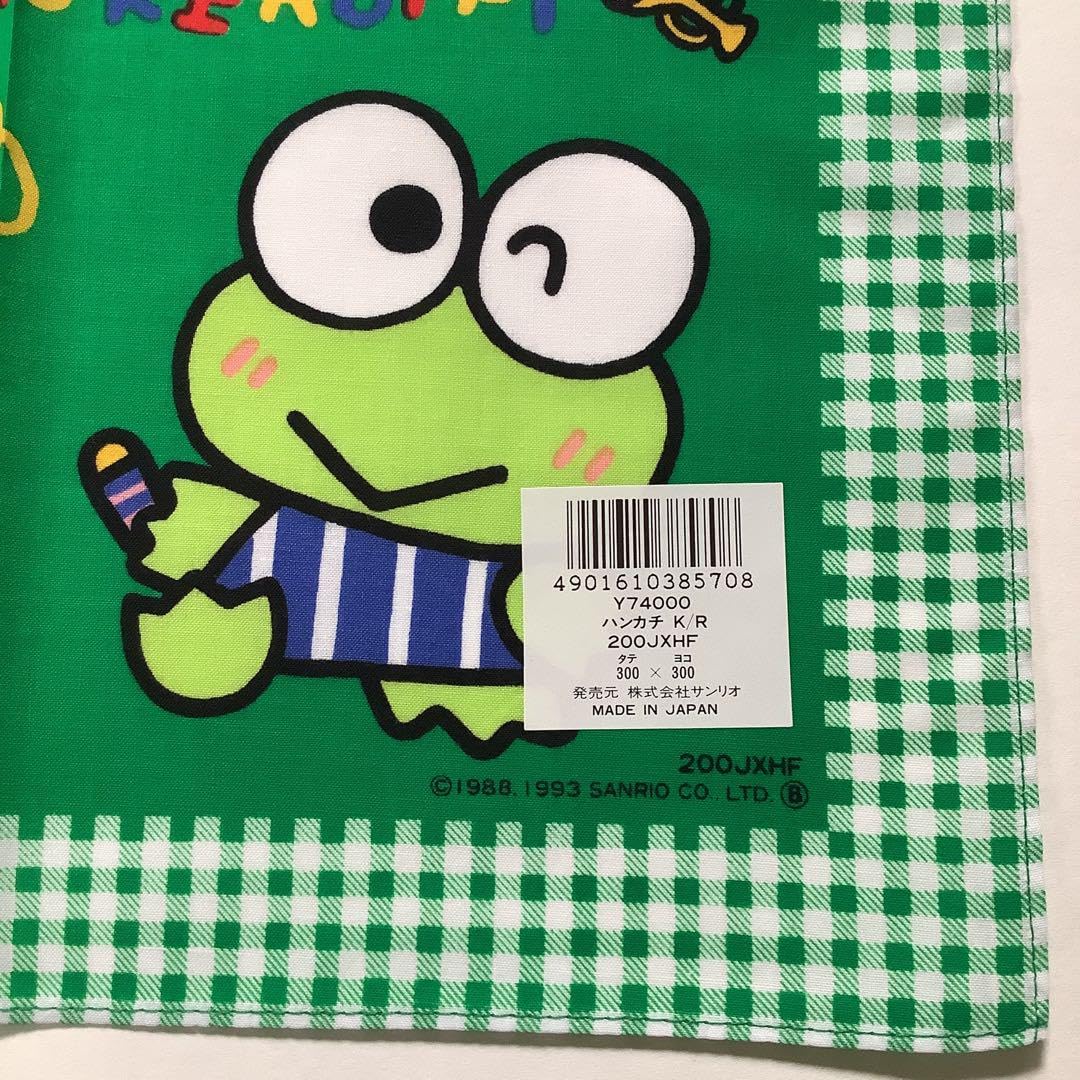 KEROKEROPPI
4901610385708
Y74000
ハンカチ K/R
200JXHF
タテ ヨコ
300 × 300
発売元 株式会社サンリオ
MADE IN JAPAN
200JXHF
©1988, 1993 SANRIO CO., LTD. Ⓑ